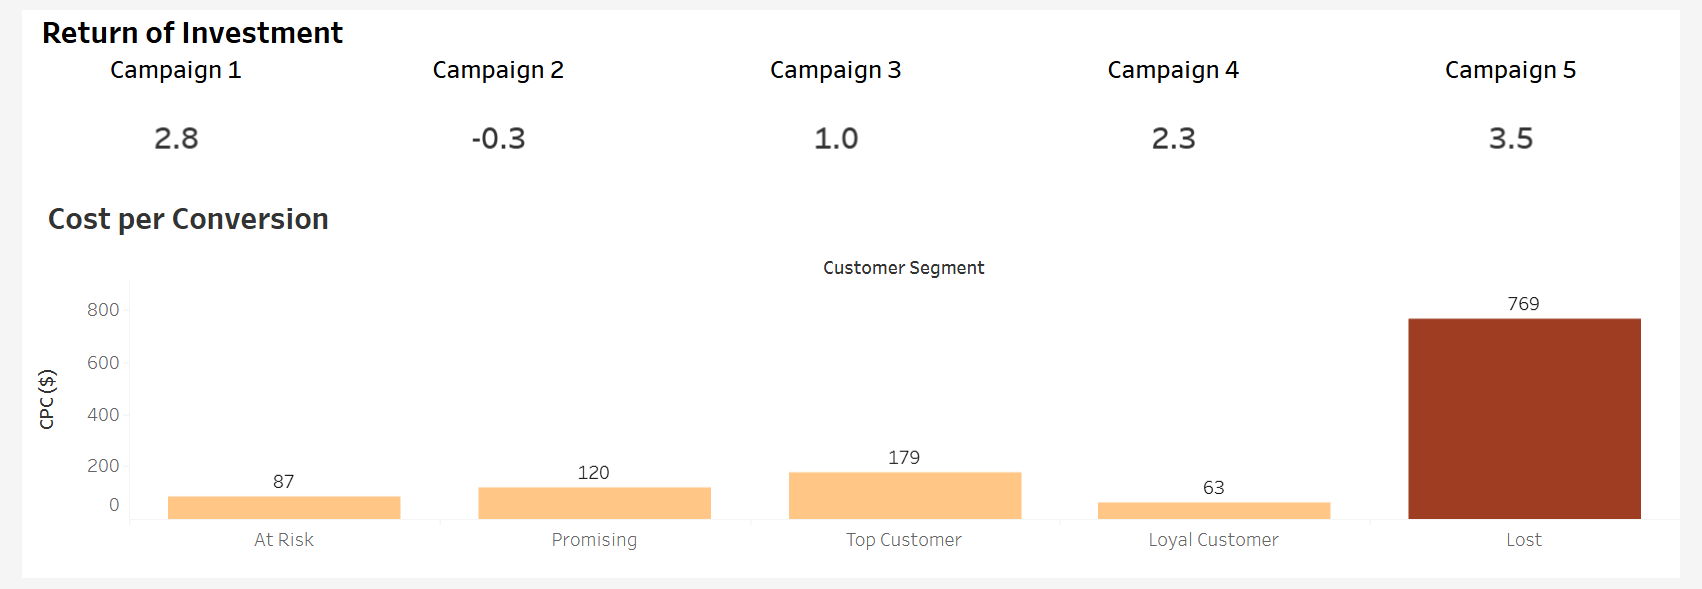 Return of Investment
Campaign 1 Campaign 2 Campaign 3 Campaign 4 Campaign 5
2.8 -0.3 1.0 2.3 3.5
Cost per Conversion
Customer Segment
CPC ($)
800
600
400
200
0
87 120 179 63 769
At Risk Promising Top Customer Loyal Customer Lost